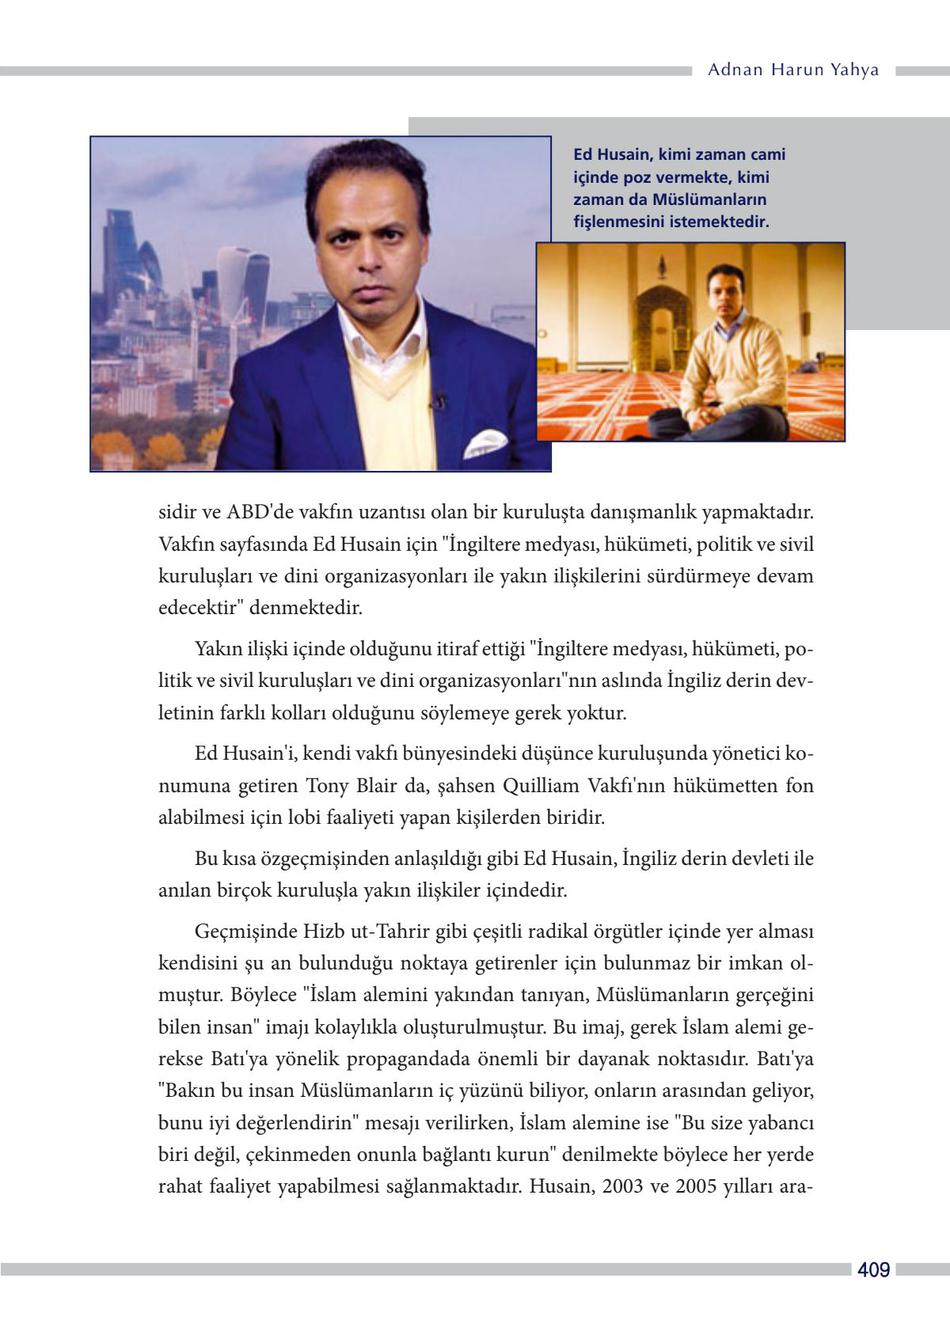 Adnan Harun Yahya
Ed Husain, kimi zaman cami
içinde poz vermekte, kimi
zaman da Müslümanların
fişlenmesini istemektedir.
sidir ve ABD'de vakfın uzantısı olan bir kuruluşta danışmanlık yapmaktadır.
Vakfın sayfasında Ed Husain için "İngiltere medyası, hükümeti, politik ve sivil
kuruluşları ve dini organizasyonları ile yakın ilişkilerini sürdürmeye devam
edecektir" denmektedir.
Yakın ilişki içinde olduğunu itiraf ettiği "İngiltere medyası, hükümeti, po-
litik ve sivil kuruluşları ve dini organizasyonları"nın aslında İngiliz derin dev-
letinin farklı kolları olduğunu söylemeye gerek yoktur.
Ed Husain'i, kendi vakfı bünyesindeki düşünce kuruluşunda yönetici ko-
numuna getiren Tony Blair da, şahsen Quilliam Vakfı'nın hükümetten fon
alabilmesi için lobi faaliyeti yapan kişilerden biridir.
Bu kısa özgeçmişinden anlaşıldığı gibi Ed Husain, İngiliz derin devleti ile
anılan birçok kuruluşla yakın ilişkiler içindedir.
Geçmişinde Hizb ut-Tahrir gibi çeşitli radikal örgütler içinde yer alması
kendisini şu an bulunduğu noktaya getirenler için bulunmaz bir imkan ol-
muştur. Böylece "İslam alemini yakından tanıyan, Müslümanların gerçeğini
bilen insan" imajı kolaylıkla oluşturulmuştur. Bu imaj, gerek İslam alemi ge-
rekse Batı'ya yönelik propagandada önemli bir dayanak noktasıdır. Batı'ya
"Bakın bu insan Müslümanların iç yüzünü biliyor, onların arasından geliyor,
bunu iyi değerlendirin" mesajı verilirken, İslam alemine ise "Bu size yabancı
biri değil, çekinmeden onunla bağlantı kurun" denilmekte böylece her yerde
rahat faaliyet yapabilmesi sağlanmaktadır. Husain, 2003 ve 2005 yılları ara-
409